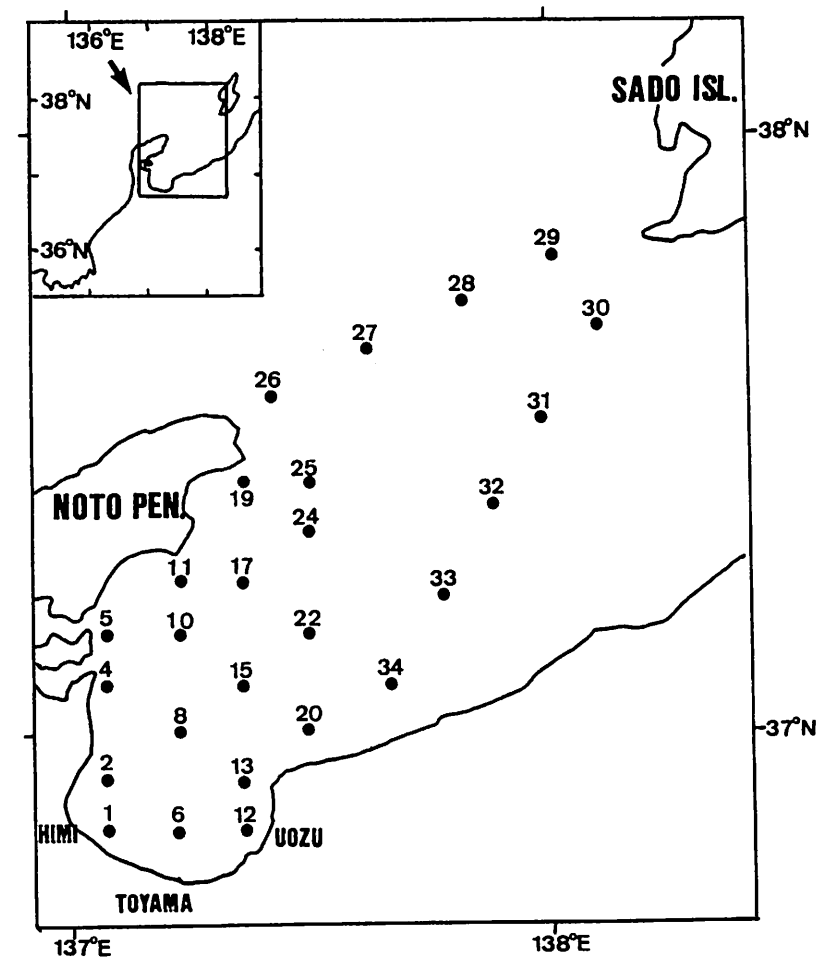 136°E 138°E
38°N
36°N
SADO ISL.
38°N
29
28
30
27
26
31
25
19
32
NOTO PEN.
24
11 17
33
5 10 22
4 15 34
8 20
37°N
2 13
1 6 12
HIMI UOZU
TOYAMA
137°E 138°E